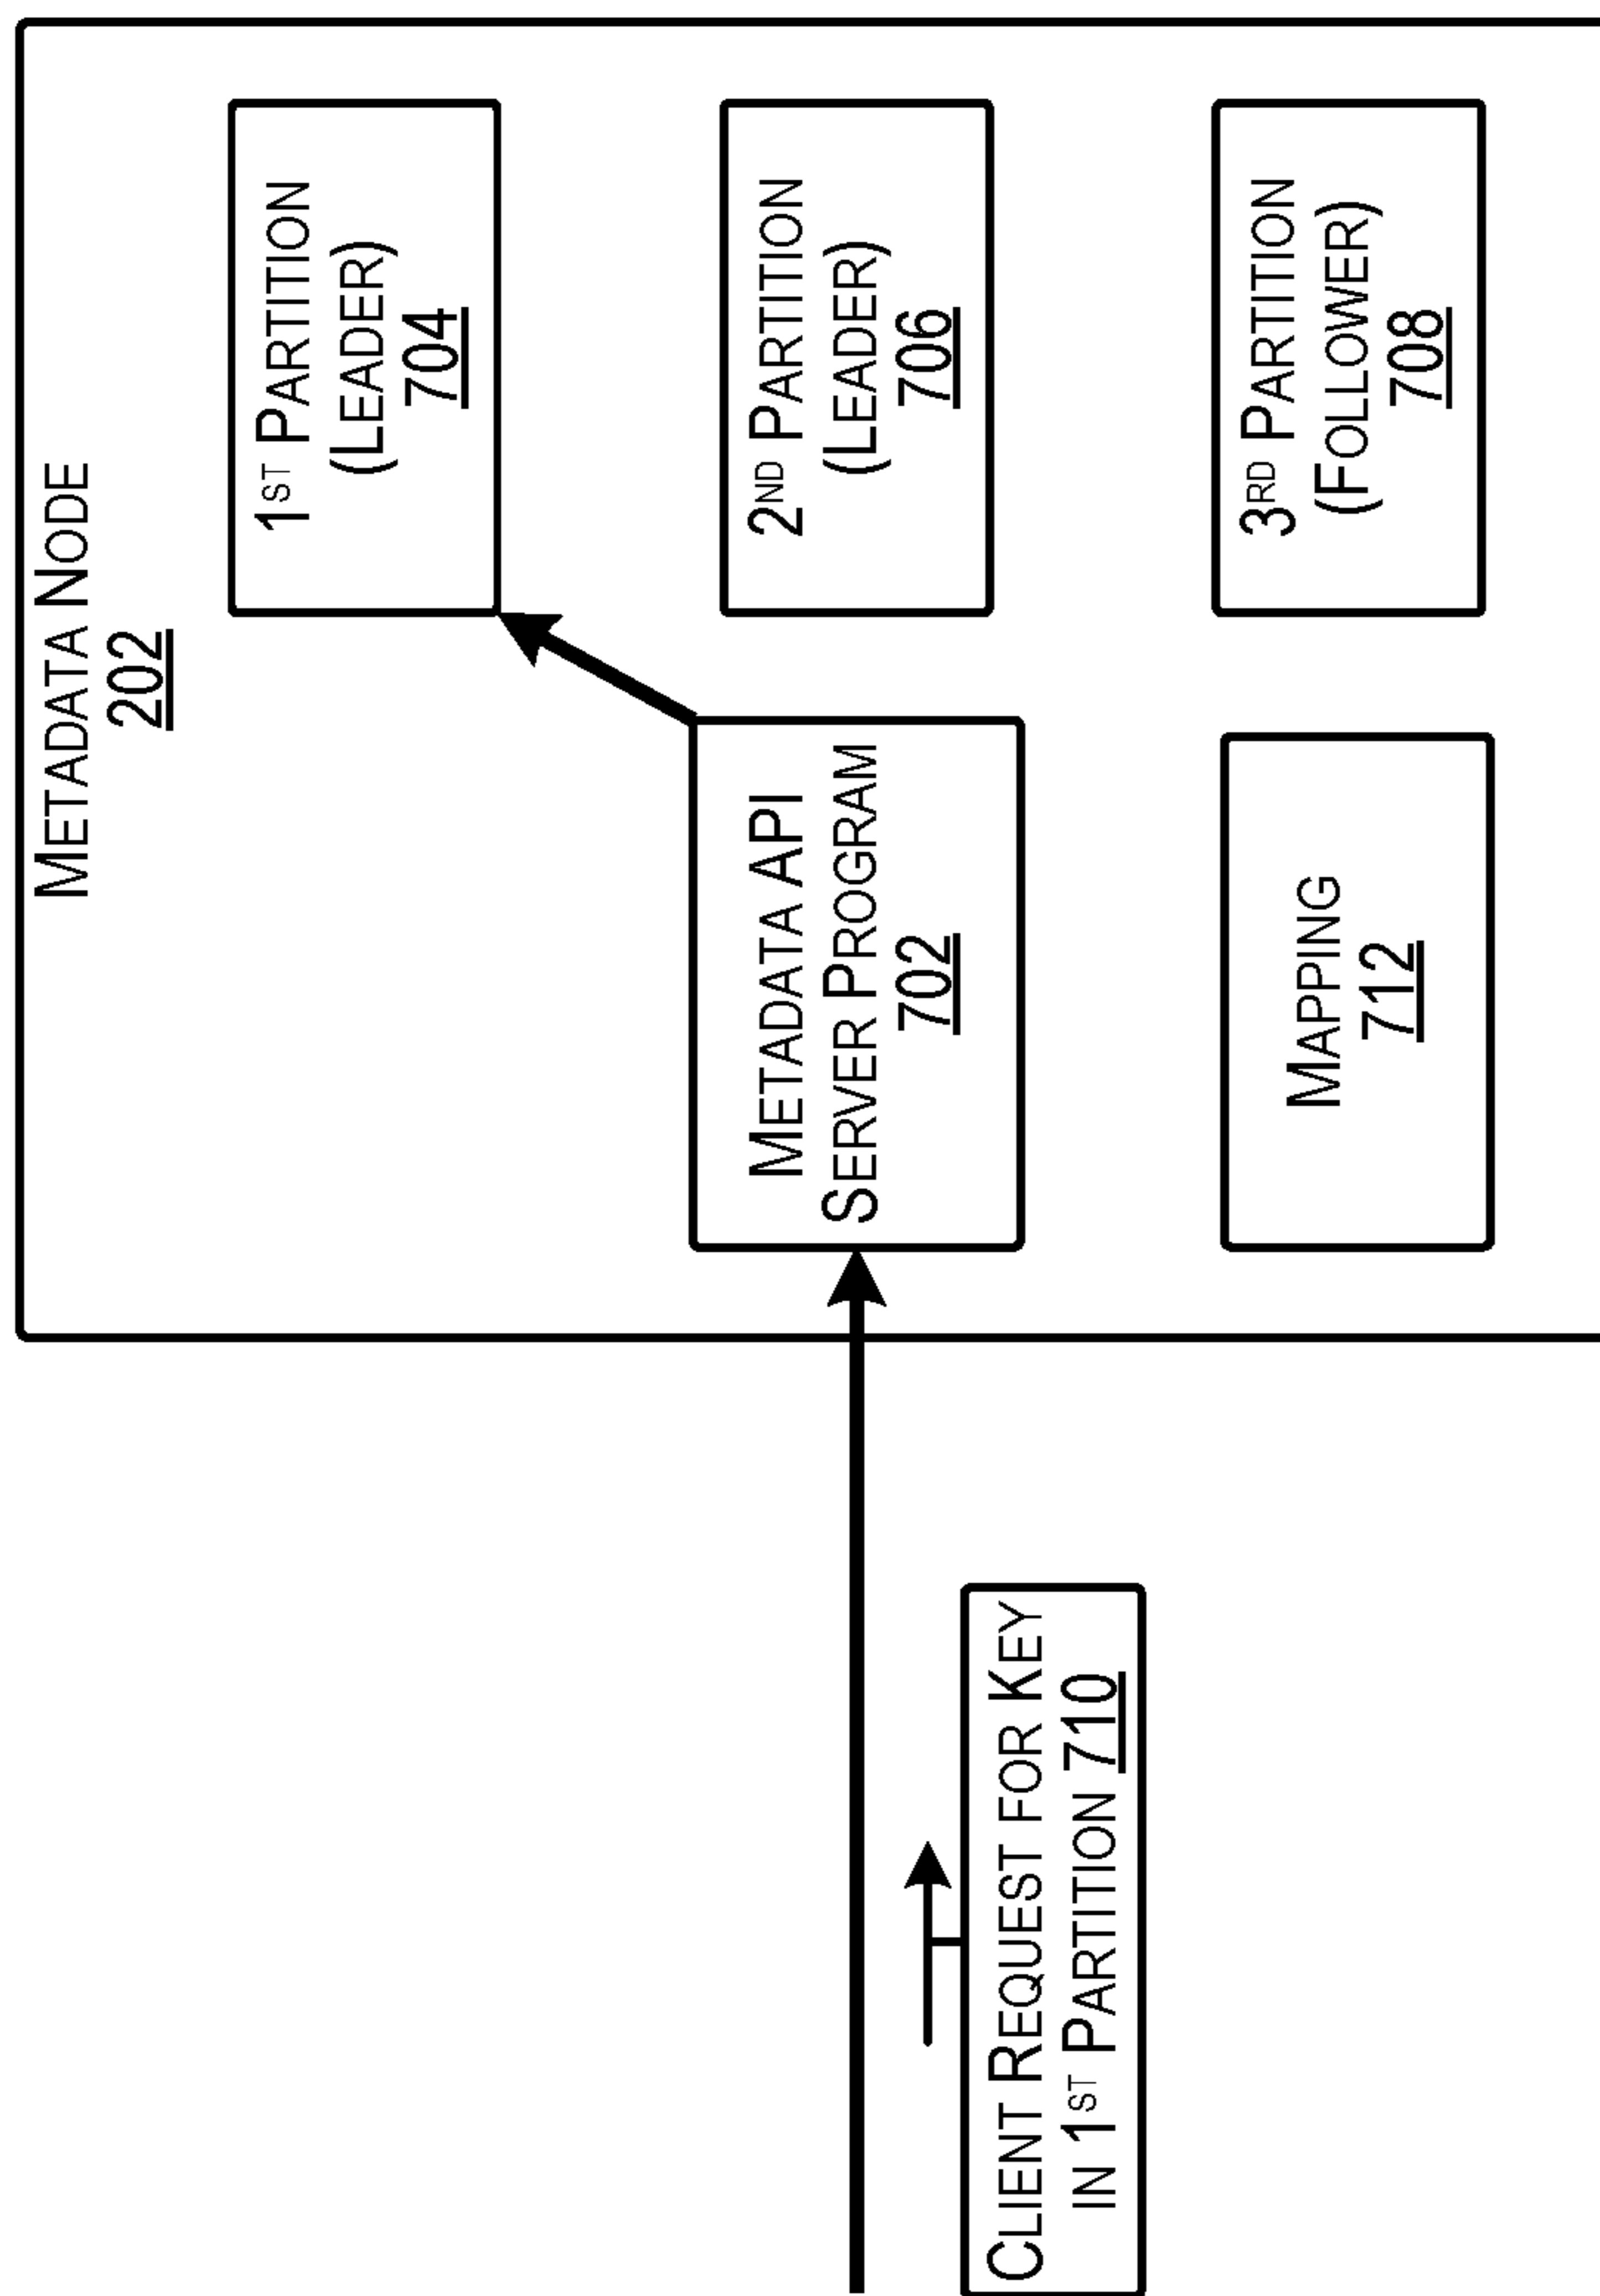 METADATA NODE
202
1ST PARTITION
(LEADER)
704
METADATA API
SERVER PROGRAM
702
2ND PARTITION
(LEADER)
706
CLIENT REQUEST FOR KEY
IN 1ST PARTITION 710
MAPPING
712
3RD PARTITION
(FOLLOWER)
708